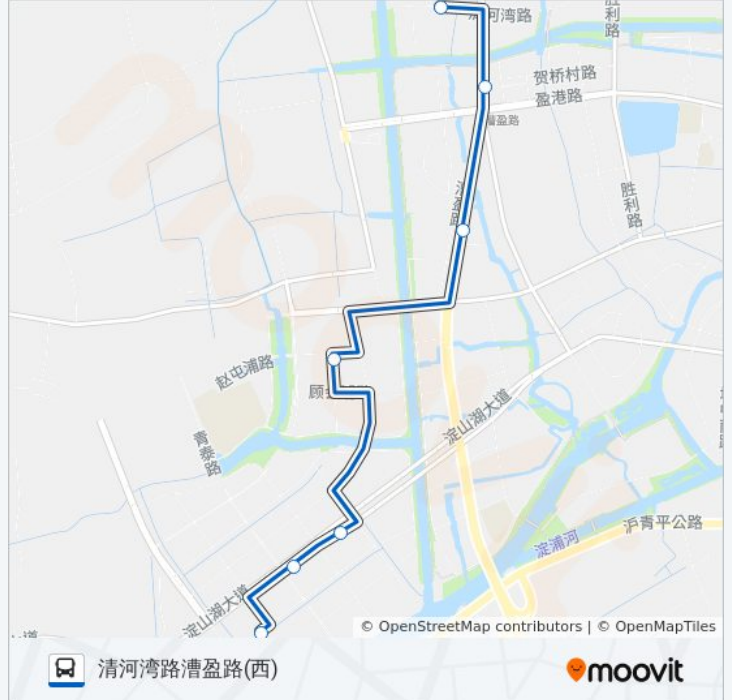 河湾路
胜利路
贺桥村路
盈港路
漕盈路
胜利路
赵屯浦路
顾
淀山湖大道
青泰路
沪青平公路
淀浦河
淀山湖大道
© OpenStreetMap contributors | © OpenMapTiles
清河湾路漕盈路(西)
moovit